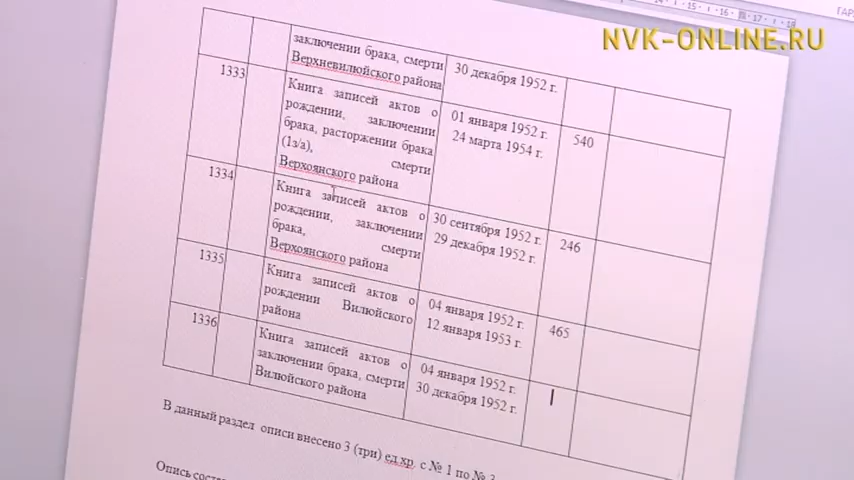 NVK-ONLINE.RU
заключении брака, смерти
Верхневилюйского района
30 декабря 1952 г.
1333
Книга записей актов о
рождении, заключении
брака, расторжении брака
(1з/а), смерти
Верхоянского района
01 января 1952 г.
24 марта 1954 г.
540
1334
Книга записей актов о
рождении, заключении
брака, смерти
Верхоянского района
30 сентября 1952 г.
29 декабря 1952 г.
246
1335
Книга записей актов о
рождении Вилюйского
района
04 января 1952 г.
12 января 1953 г.
465
1336
Книга записей актов о
заключении брака, смерти
Вилюйского района
04 января 1952 г.
30 декабря 1952 г.
В данный раздел описи внесено 3 (три) ед.хр. с № 1 по № 3
Опись